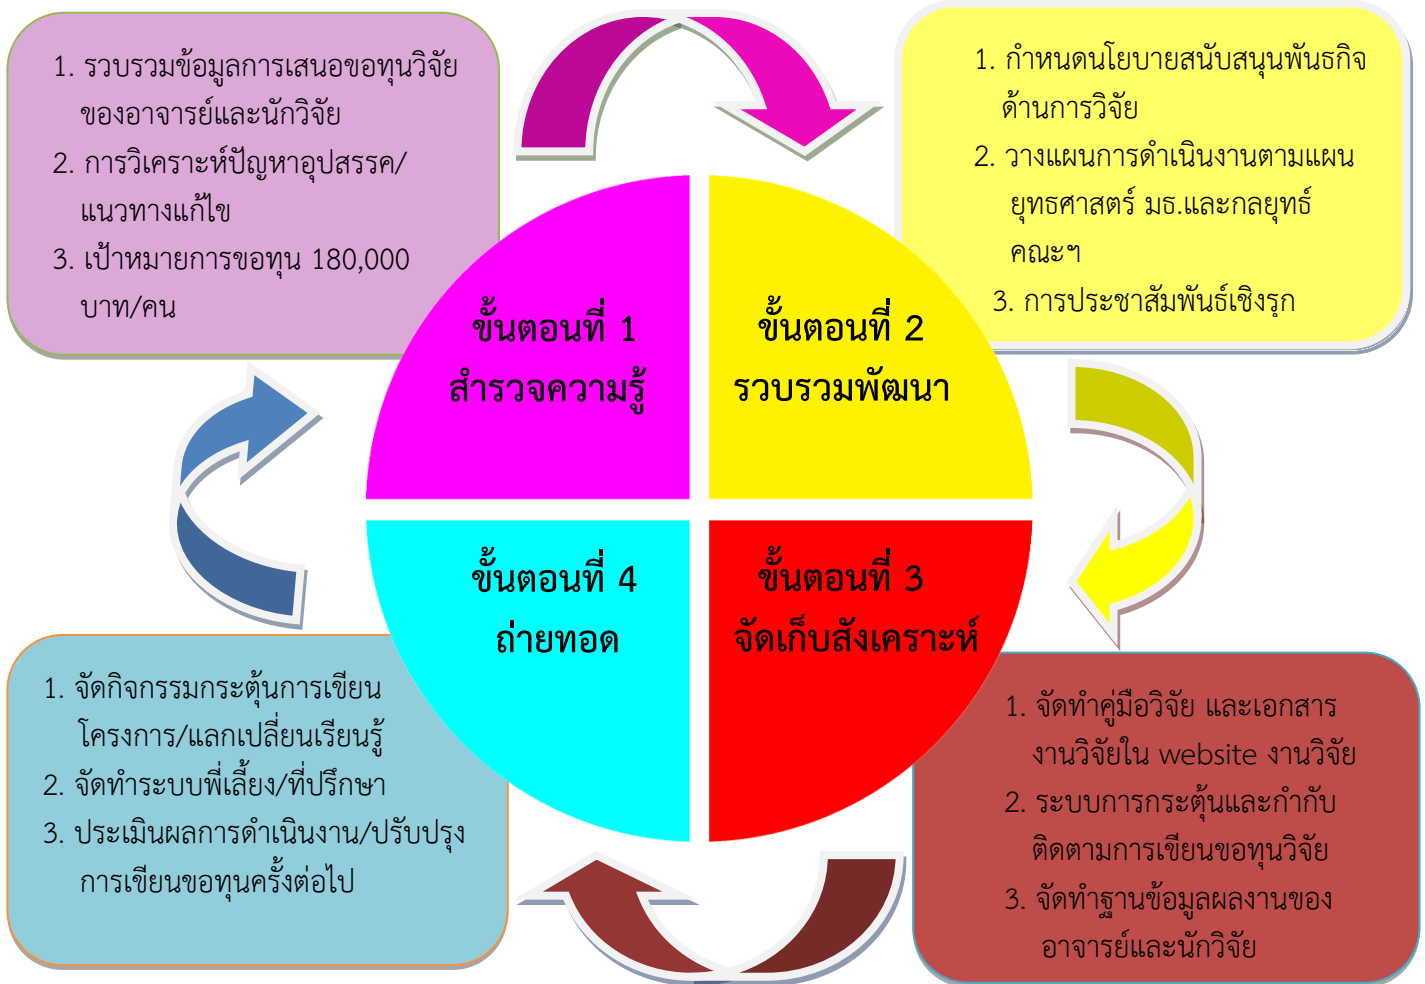 1. รวบรวมข้อมูลการเสนอขอทุนวิจัย
ของอาจารย์และนักวิจัย
2. การวิเคราะห์ปัญหาอุปสรรค/
แนวทางแก้ไข
3. เป้าหมายการขอทุน 180,000
บาท/คน
1. กำหนดนโยบายสนับสนุนพันธกิจ
ด้านการวิจัย
2. วางแผนการดำเนินงานตามแผน
ยุทธศาสตร์ มธ.และกลยุทธ์
คณะฯ
3. การประชาสัมพันธ์เชิงรุก
ขั้นตอนที่ 1
สำรวจความรู้
ขั้นตอนที่ 2
รวบรวมพัฒนา
ขั้นตอนที่ 4
ถ่ายทอด
ขั้นตอนที่ 3
จัดเก็บสังเคราะห์
1. จัดกิจกรรมกระตุ้นการเขียน
โครงการ/แลกเปลี่ยนเรียนรู้
2. จัดทำระบบพี่เลี้ยง/ที่ปรึกษา
3. ประเมินผลการดำเนินงาน/ปรับปรุง
การเขียนขอทุนครั้งต่อไป
1. จัดทำคู่มือวิจัย และเอกสาร
งานวิจัยใน website งานวิจัย
2. ระบบการกระตุ้นและกำกับ
ติดตามการเขียนขอทุนวิจัย
3. จัดทำฐานข้อมูลผลงานของ
อาจารย์และนักวิจัย